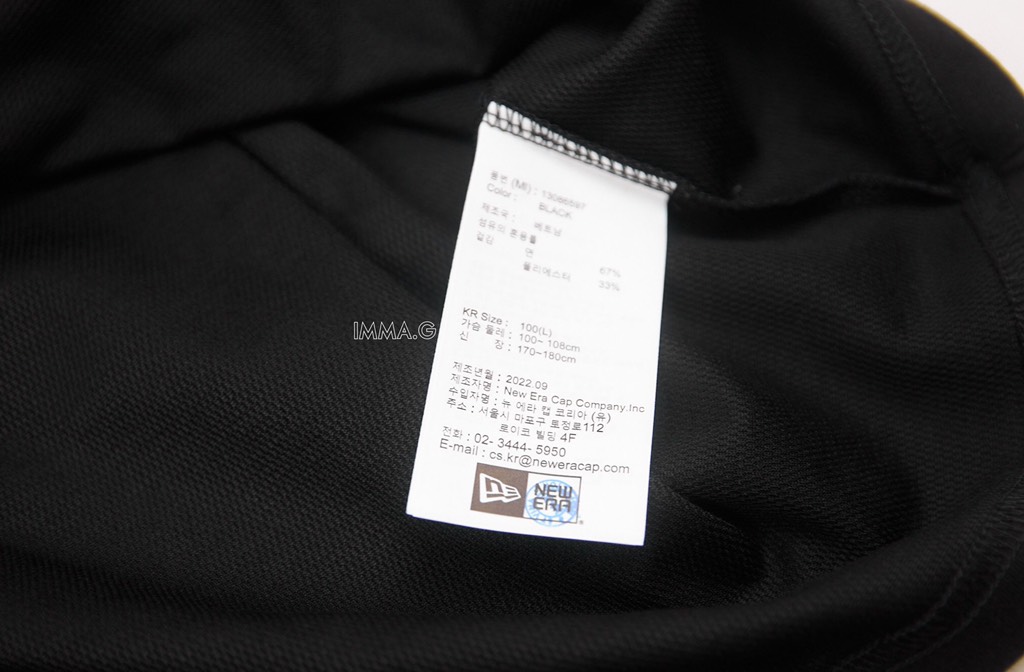 품번 (MI) : 13086597
Color : BLACK
제조국 : 베트남
섬유의 혼용률
겉감 면 67%
폴리에스터 33%
KR Size : 100(L)
가슴 둘레 : 100~ 108cm
신 장 : 170~180cm
제조년월 : 2022.09
제조자명 : New Era Cap Company.Inc
수입자명 : 뉴 에라 캡 코리아 (유)
주소 : 서울시 마포구 토정로112
로이코 빌딩 4F
전화 : 02- 3444- 5950
E-mail : cs.kr@neweracap.com
NEW ERA
IMMA.G